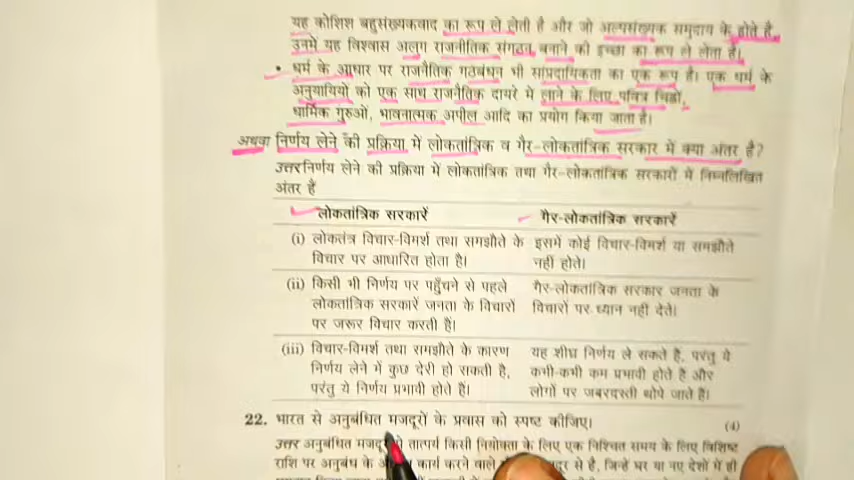 यह कोशिश बहुसंख्यकवाद का रूप ले लेती है और जो अल्पसंख्यक समुदाय के होते हैं,
उनमें यह विश्वास अलग राजनीतिक संगठन बनाने की इच्छा का रूप ले लेता है।
• धर्म के आधार पर राजनैतिक गठबंधन भी सांप्रदायिकता का एक रूप है। एक धर्म के
अनुयायियों को एक साथ राजनैतिक दायरे में लाने के लिए पवित्र चिह्नों,
धार्मिक गुरुओं, भावनात्मक अपील आदि का प्रयोग किया जाता है।
अथवा निर्णय लेने की प्रक्रिया में लोकतांत्रिक व गैर-लोकतांत्रिक सरकार में क्या अंतर है?
उत्तर निर्णय लेने की प्रक्रिया में लोकतांत्रिक तथा गैर-लोकतांत्रिक सरकारों में निम्नलिखित
अंतर हैं
लोकतांत्रिक सरकारें गैर-लोकतांत्रिक सरकारें
(i) लोकतंत्र विचार-विमर्श तथा समझौते के इसमें कोई विचार-विमर्श या समझौते
विचार पर आधारित होता है। नहीं होते।
(ii) किसी भी निर्णय पर पहुँचने से पहले गैर-लोकतांत्रिक सरकार जनता के
लोकतांत्रिक सरकारें जनता के विचारों विचारों पर ध्यान नहीं देते।
पर जरूर विचार करती हैं।
(iii) विचार-विमर्श तथा समझौते के कारण यह शीघ्र निर्णय ले सकते हैं, परंतु ये
निर्णय लेने में कुछ देरी हो सकती है, कभी-कभी कम प्रभावी होते हैं और
परंतु ये निर्णय प्रभावी होते हैं। लोगों पर जबरदस्ती थोपे जाते हैं।
22. भारत से अनुबंधित मजदूरों के प्रवास को स्पष्ट कीजिए। (4)
उत्तर अनुबंधित मजदूरों से तात्पर्य किसी नियोक्ता के लिए एक निश्चित समय के लिए विशिष्ट
राशि पर अनुबंध के कार्य करने वाले से है, जिन्हें घर या नए देशों में ही